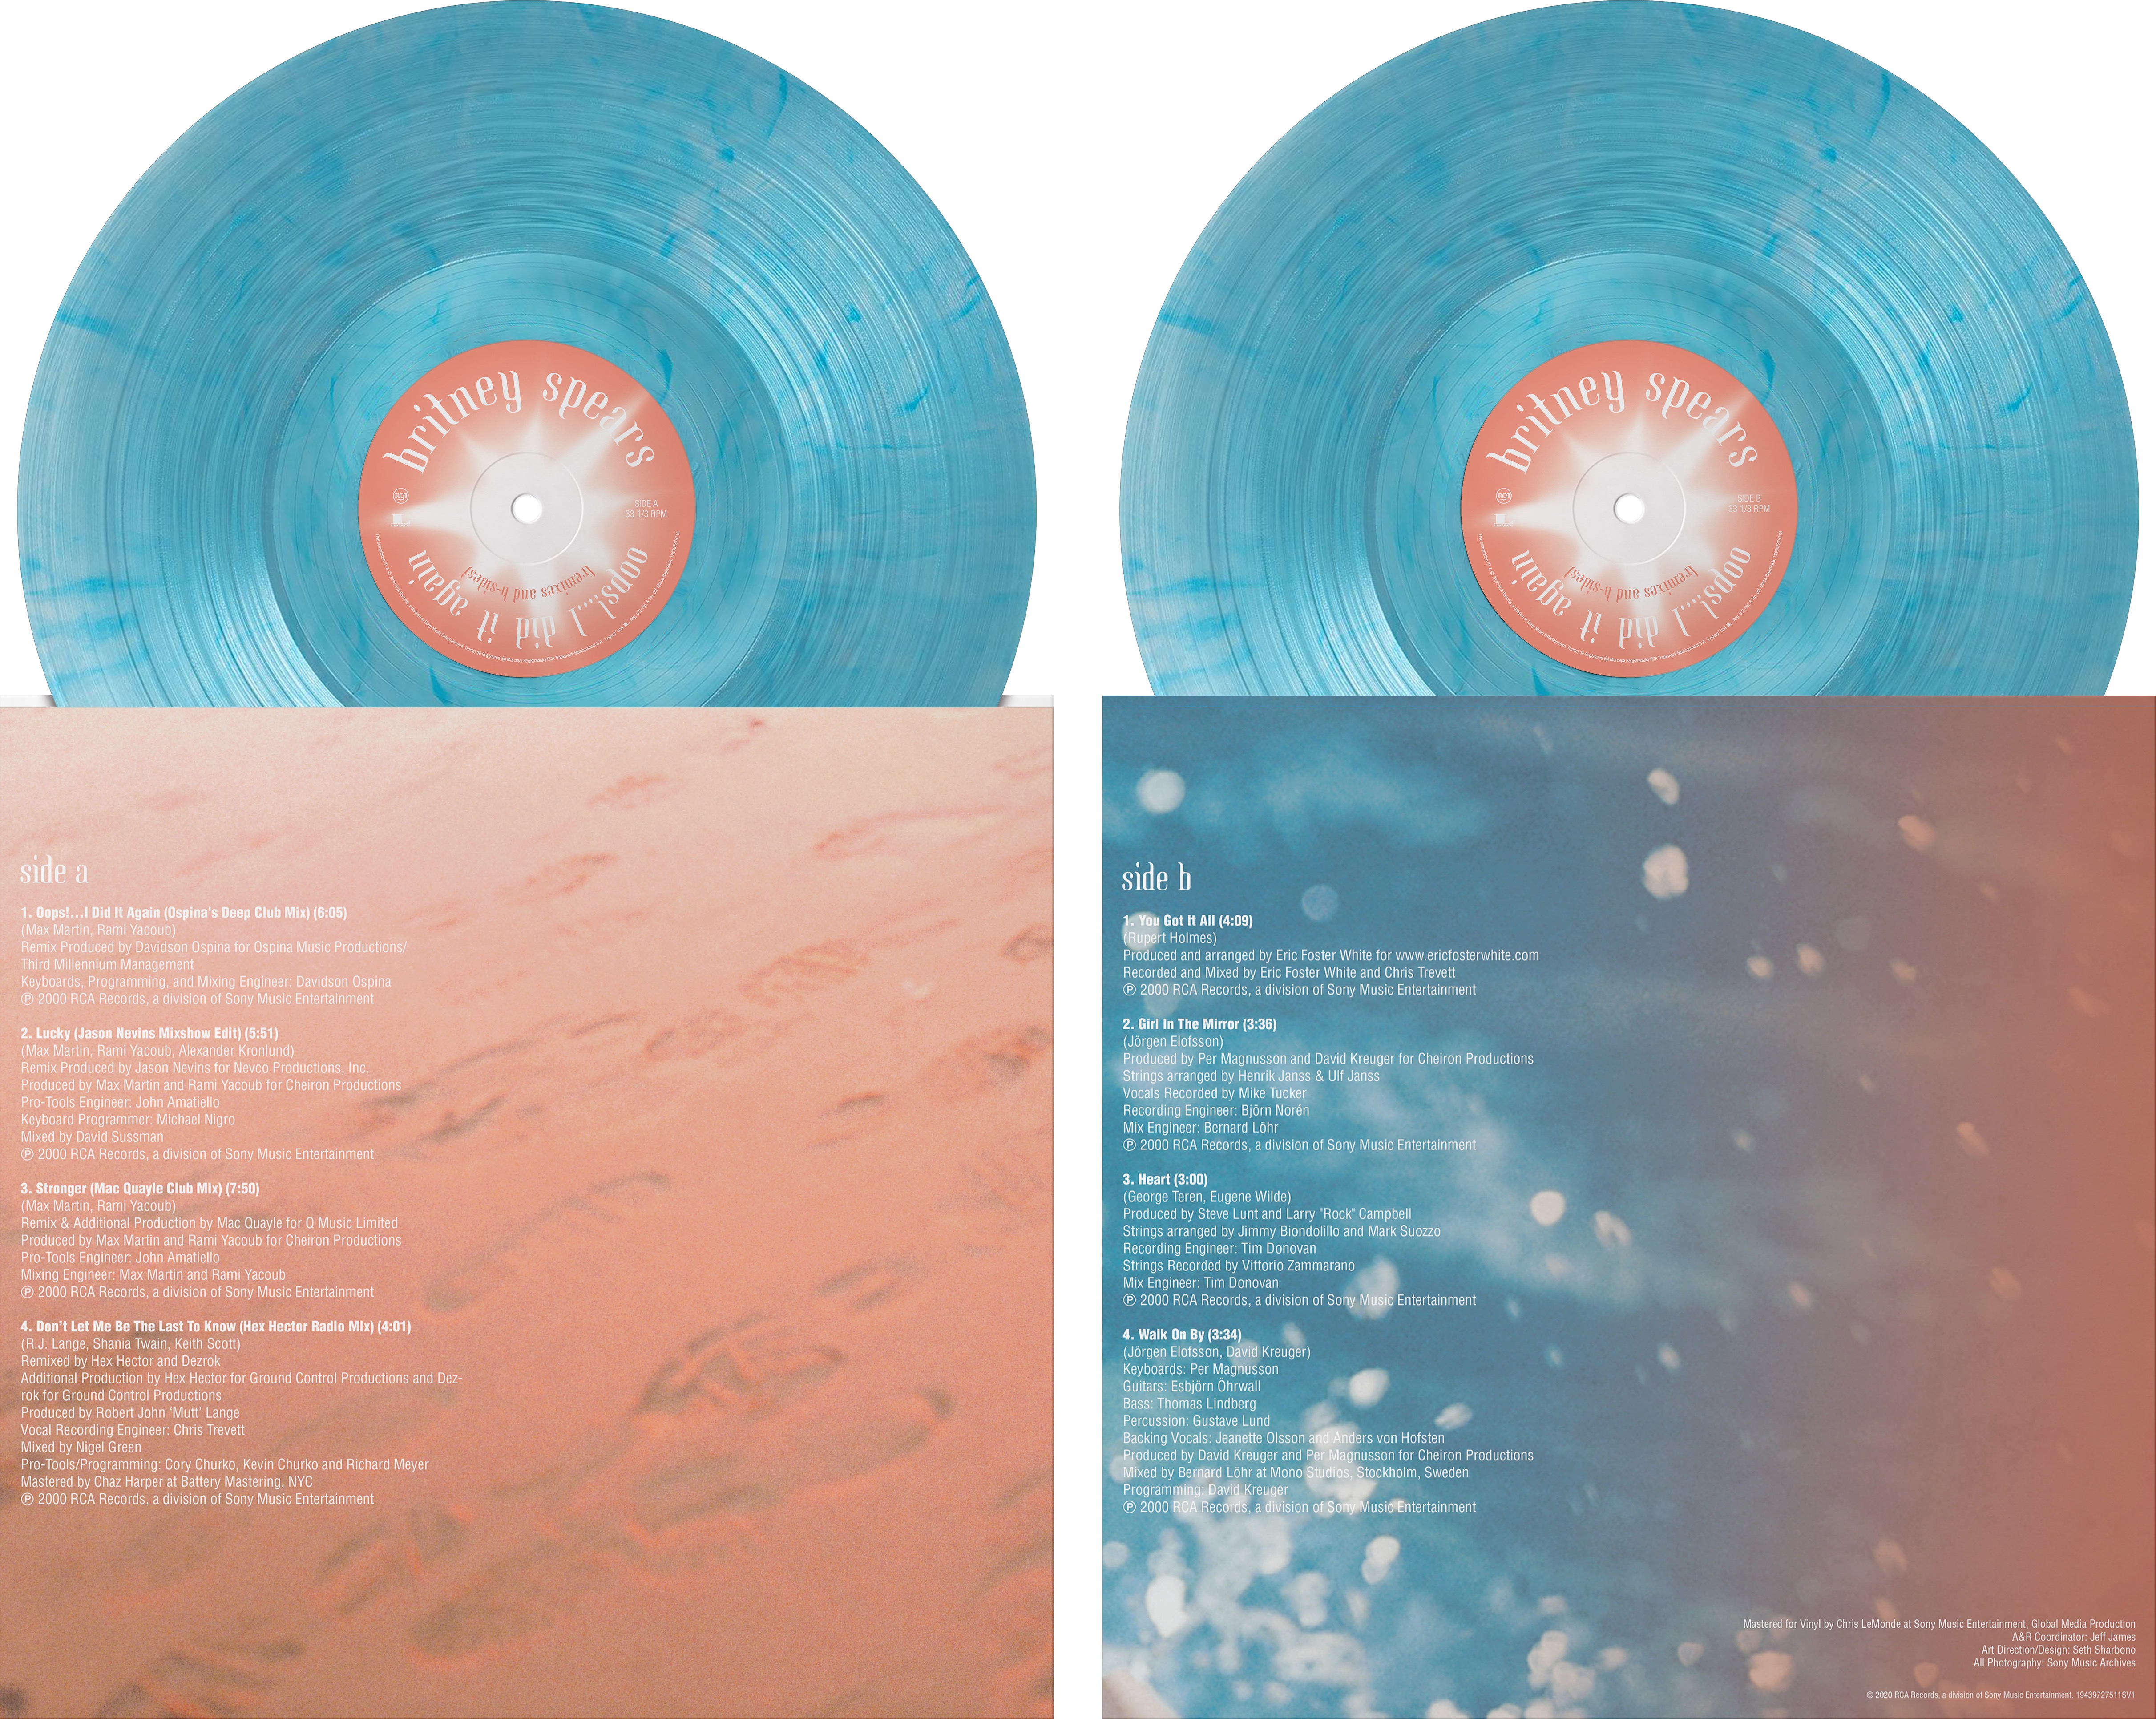 britney spears
SIDE A
33 1/3 RPM
oops!...I did it again
[remixes and b-sides]
britney spears
SIDE B
33 1/3 RPM
oops!...I did it again
[remixes and b-sides]
side a
1. Oops!...I Did It Again (Ospina's Deep Club Mix) (6:05)
(Max Martin, Rami Yacoub)
Remix Produced by Davidson Ospina for Ospina Music Productions/
Third Millennium Management
Keyboards, Programming, and Mixing Engineer: Davidson Ospina
℗ 2000 RCA Records, a division of Sony Music Entertainment
2. Lucky (Jason Nevins Mixshow Edit) (5:51)
(Max Martin, Rami Yacoub, Alexander Kronlund)
Remix Produced by Jason Nevins for Nevco Productions, Inc.
Produced by Max Martin and Rami Yacoub for Cheiron Productions
Pro-Tools Engineer: John Amatiello
Keyboard Programmer: Michael Nigro
Mixed by David Sussman
℗ 2000 RCA Records, a division of Sony Music Entertainment
3. Stronger (Mac Quayle Club Mix) (7:50)
(Max Martin, Rami Yacoub)
Remix & Additional Production by Mac Quayle for Q Music Limited
Produced by Max Martin and Rami Yacoub for Cheiron Productions
Pro-Tools Engineer: John Amatiello
Mixing Engineer: Max Martin and Rami Yacoub
℗ 2000 RCA Records, a division of Sony Music Entertainment
4. Don't Let Me Be The Last To Know (Hex Hector Radio Mix) (4:01)
(R.J. Lange, Shania Twain, Keith Scott)
Remixed by Hex Hector and Dezrok
Additional Production by Hex Hector for Ground Control Productions and Dez-
rok for Ground Control Productions
Produced by Robert John 'Mutt' Lange
Vocal Recording Engineer: Chris Trevett
Mixed by Nigel Green
Pro-Tools/Programming: Cory Churko, Kevin Churko and Richard Meyer
Mastered by Chaz Harper at Battery Mastering, NYC
℗ 2000 RCA Records, a division of Sony Music Entertainment
side b
1. You Got It All (4:09)
(Rupert Holmes)
Produced and arranged by Eric Foster White for www.ericfosterwhite.com
Recorded and Mixed by Eric Foster White and Chris Trevett
℗ 2000 RCA Records, a division of Sony Music Entertainment
2. Girl In The Mirror (3:36)
(Jörgen Elofsson)
Produced by Per Magnusson and David Kreuger for Cheiron Productions
Strings arranged by Henrik Janss & Ulf Janss
Vocals Recorded by Mike Tucker
Recording Engineer: Björn Norén
Mix Engineer: Bernard Löhr
℗ 2000 RCA Records, a division of Sony Music Entertainment
3. Heart (3:00)
(George Teren, Eugene Wilde)
Produced by Steve Lunt and Larry "Rock" Campbell
Strings arranged by Jimmy Biondolillo and Mark Suozzo
Recording Engineer: Tim Donovan
Strings Recorded by Vittorio Zammarano
Mix Engineer: Tim Donovan
℗ 2000 RCA Records, a division of Sony Music Entertainment
4. Walk On By (3:34)
(Jörgen Elofsson, David Kreuger)
Keyboards: Per Magnusson
Guitars: Esbjörn Öhrwall
Bass: Thomas Lindberg
Percussion: Gustave Lund
Backing Vocals: Jeanette Olsson and Anders von Hofsten
Produced by David Kreuger and Per Magnusson for Cheiron Productions
Mixed by Bernard Löhr at Mono Studios, Stockholm, Sweden
Programming: David Kreuger
℗ 2000 RCA Records, a division of Sony Music Entertainment
Mastered for Vinyl by Chris LeMonde at Sony Music Entertainment, Global Media Production
A&R Coordinator: Jeff James
Art Direction/Design: Seth Sharbono
All Photography: Sony Music Archives
© 2020 RCA Records, a division of Sony Music Entertainment. 19439727511SV1